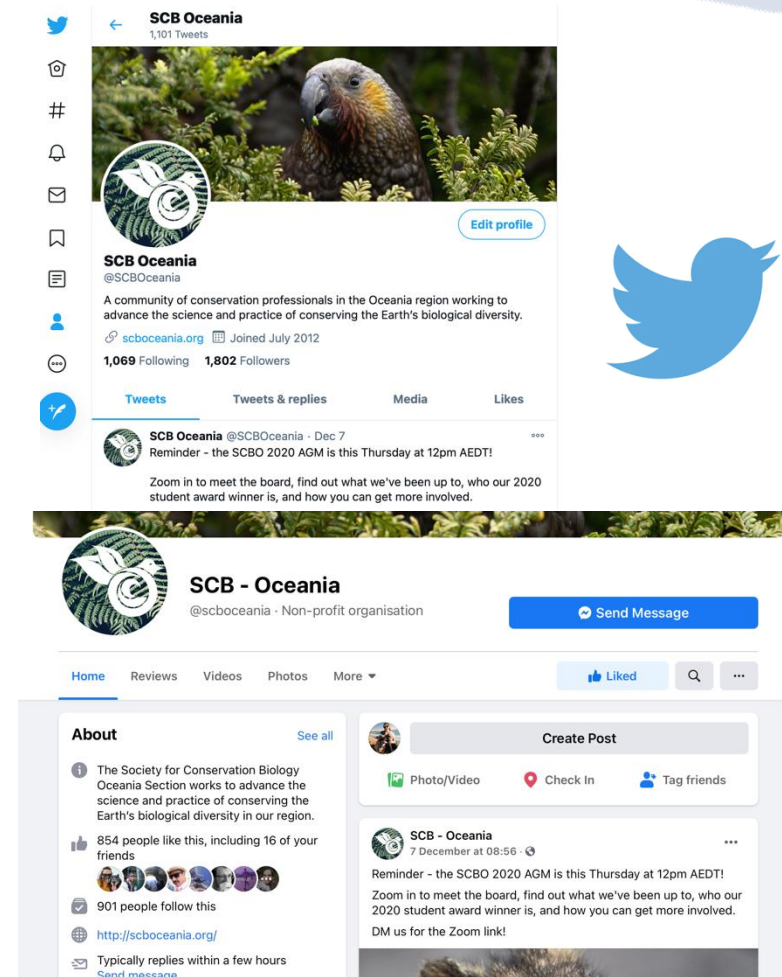 SCB Oceania
1,101 Tweets
Edit profile
SCB Oceania
@SCBOceania
A community of conservation professionals in the Oceania region working to
advance the science and practice of conserving the Earth's biological diversity.
scboceania.org Joined July 2012
1,069 Following 1,802 Followers
Tweets Tweets & replies Media Likes
SCB Oceania @SCBOceania · Dec 7
Reminder - the SCBO 2020 AGM is this Thursday at 12pm AEDT!
Zoom in to meet the board, find out what we've been up to, who our 2020
student award winner is, and how you can get more involved.
SCB - Oceania
@scboceania · Non-profit organisation
Send Message
Home Reviews Videos Photos More
Liked
About See all
The Society for Conservation Biology
Oceania Section works to advance the
science and practice of conserving the
Earth's biological diversity in our region.
854 people like this, including 16 of your
friends
901 people follow this
http://scboceania.org/
Typically replies within a few hours
Send message
Create Post
Photo/Video Check In Tag friends
SCB - Oceania
7 December at 08:56 ·
Reminder - the SCBO 2020 AGM is this Thursday at 12pm AEDT!
Zoom in to meet the board, find out what we've been up to, who our
2020 student award winner is, and how you can get more involved.
DM us for the Zoom link!